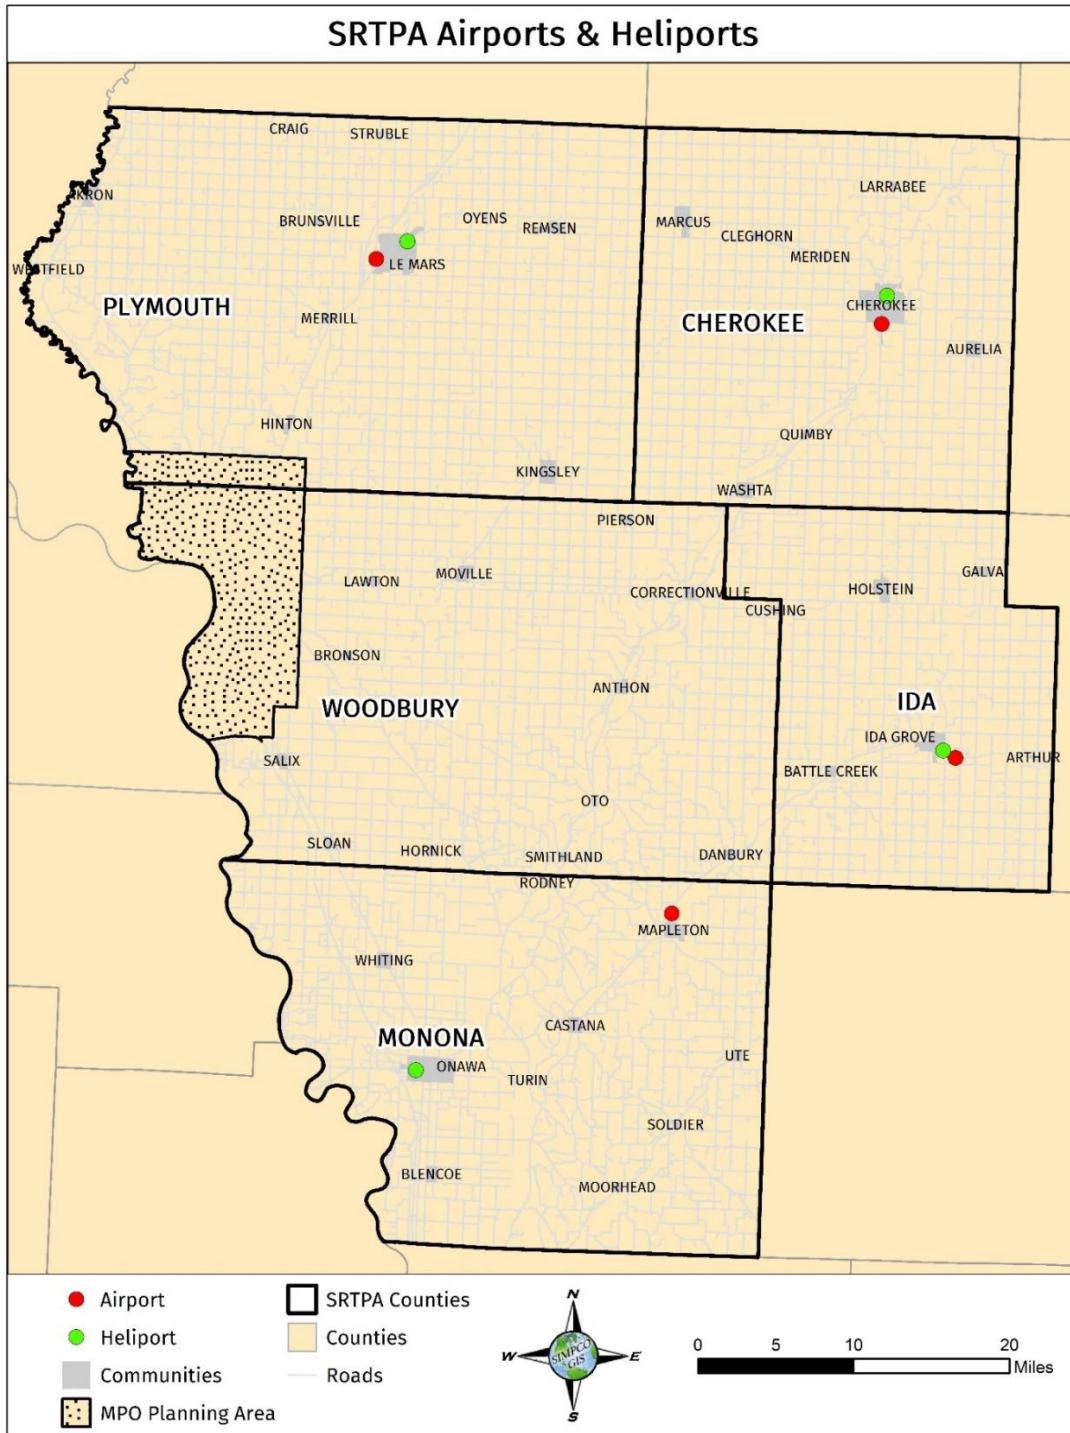 SRTPA Airports & Heliports
CRAIG
STRUBLE
LARRABEE
AKRON
BRUNSVILLE
OYENS
REMSEN
MARCUS
CLEGHORN
MERIDEN
LE MARS
WESTFIELD
PLYMOUTH
MERRILL
CHEROKEE
CHEROKEE
AURELIA
HINTON
QUIMBY
KINGSLEY
WASHTA
PIERSON
LAWTON
MOVILLE
CORRECTIONVILLE
CUSHING
HOLSTEIN
GALVA
BRONSON
ANTHON
WOODBURY
IDA
IDA GROVE
SALIX
BATTLE CREEK
ARTHUR
OTO
SLOAN
HORNICK
SMITHLAND
DANBURY
RODNEY
MAPLETON
WHITING
CASTANA
MONONA
ONAWA
TURIN
UTE
SOLDIER
BLENCOE
MOORHEAD
Airport
Heliport
Communities
MPO Planning Area
SRTPA Counties
Counties
Roads
N
W
E
S
SIMPCO
GIS
0 5 10 20
Miles